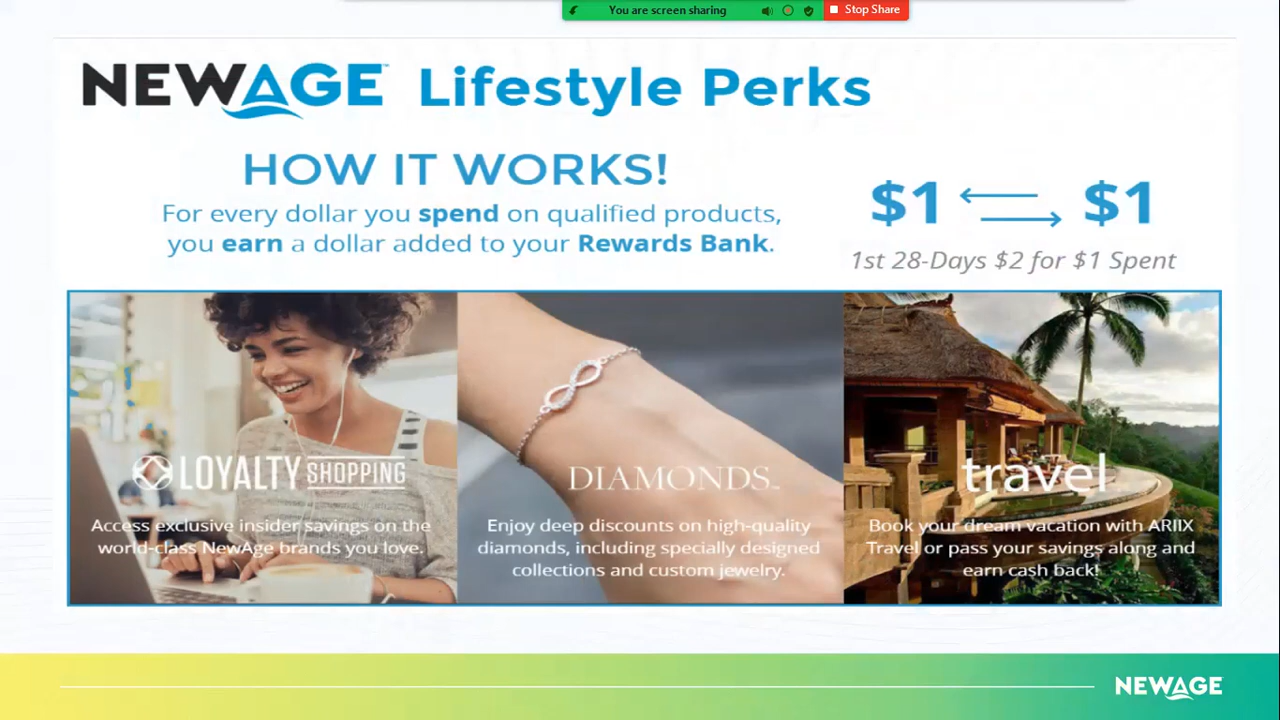 You are screen sharing
Stop Share
NEWAGE™ Lifestyle Perks
HOW IT WORKS!
For every dollar you spend on qualified products,
you earn a dollar added to your Rewards Bank.
$1 $1
1st 28-Days $2 for $1 Spent
LOYALTY SHOPPING
Access exclusive insider savings on the
world-class NewAge brands you love.
DIAMONDS™
Enjoy deep discounts on high-quality
diamonds, including specially designed
collections and custom jewelry.
travel
Book your dream vacation with ARIIX
Travel or pass your savings along and
earn cash back!
NEWAGE